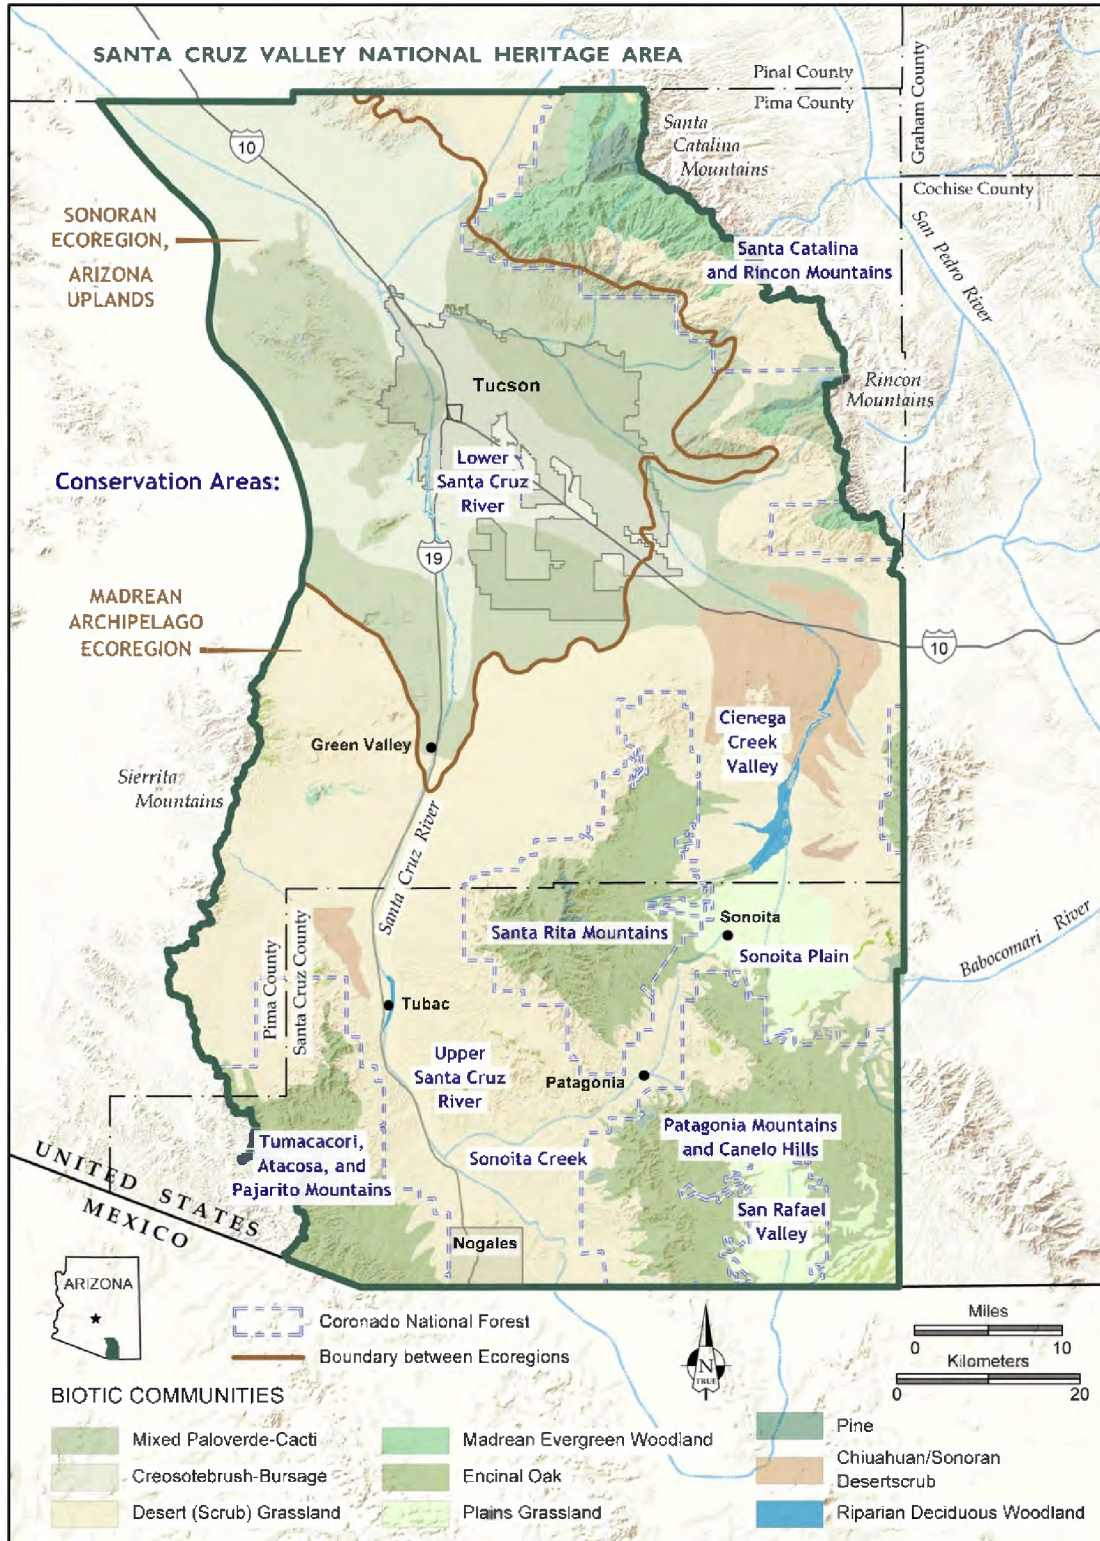 SANTA CRUZ VALLEY NATIONAL HERITAGE AREA
Pinal County
Pima County
Graham County
Cochise County
Santa
Catalina
Mountains
10
SONORAN
ECOREGION,
ARIZONA
UPLANDS
Santa Catalina
and Rincon Mountains
San Pedro River
Tucson
Rincon
Mountains
Conservation Areas:
Lower
Santa Cruz
River
19
MADREAN
ARCHIPELAGO
ECOREGION
10
Cienega
Creek
Valley
Green Valley
Sierrita
Mountains
Santa Cruz River
Santa Rita Mountains
Sonoita
Sonoita Plain
Babocomari River
Pima County
Santa Cruz County
Tubac
Upper
Santa Cruz
River
Patagonia
Patagonia Mountains
and Canelo Hills
Tumacacori,
Atacosa, and
Pajarito Mountains
Sonoita Creek
San Rafael
Valley
UNITED STATES
MEXICO
Nogales
ARIZONA
Coronado National Forest
Boundary between Ecoregions
N
TRUE
Miles
0 10
Kilometers
0 20
BIOTIC COMMUNITIES
Mixed Paloverde-Cacti
Creosotebrush-Bursage
Desert (Scrub) Grassland
Madrean Evergreen Woodland
Encinal Oak
Plains Grassland
Pine
Chiuahuan/Sonoran
Desertscrub
Riparian Deciduous Woodland